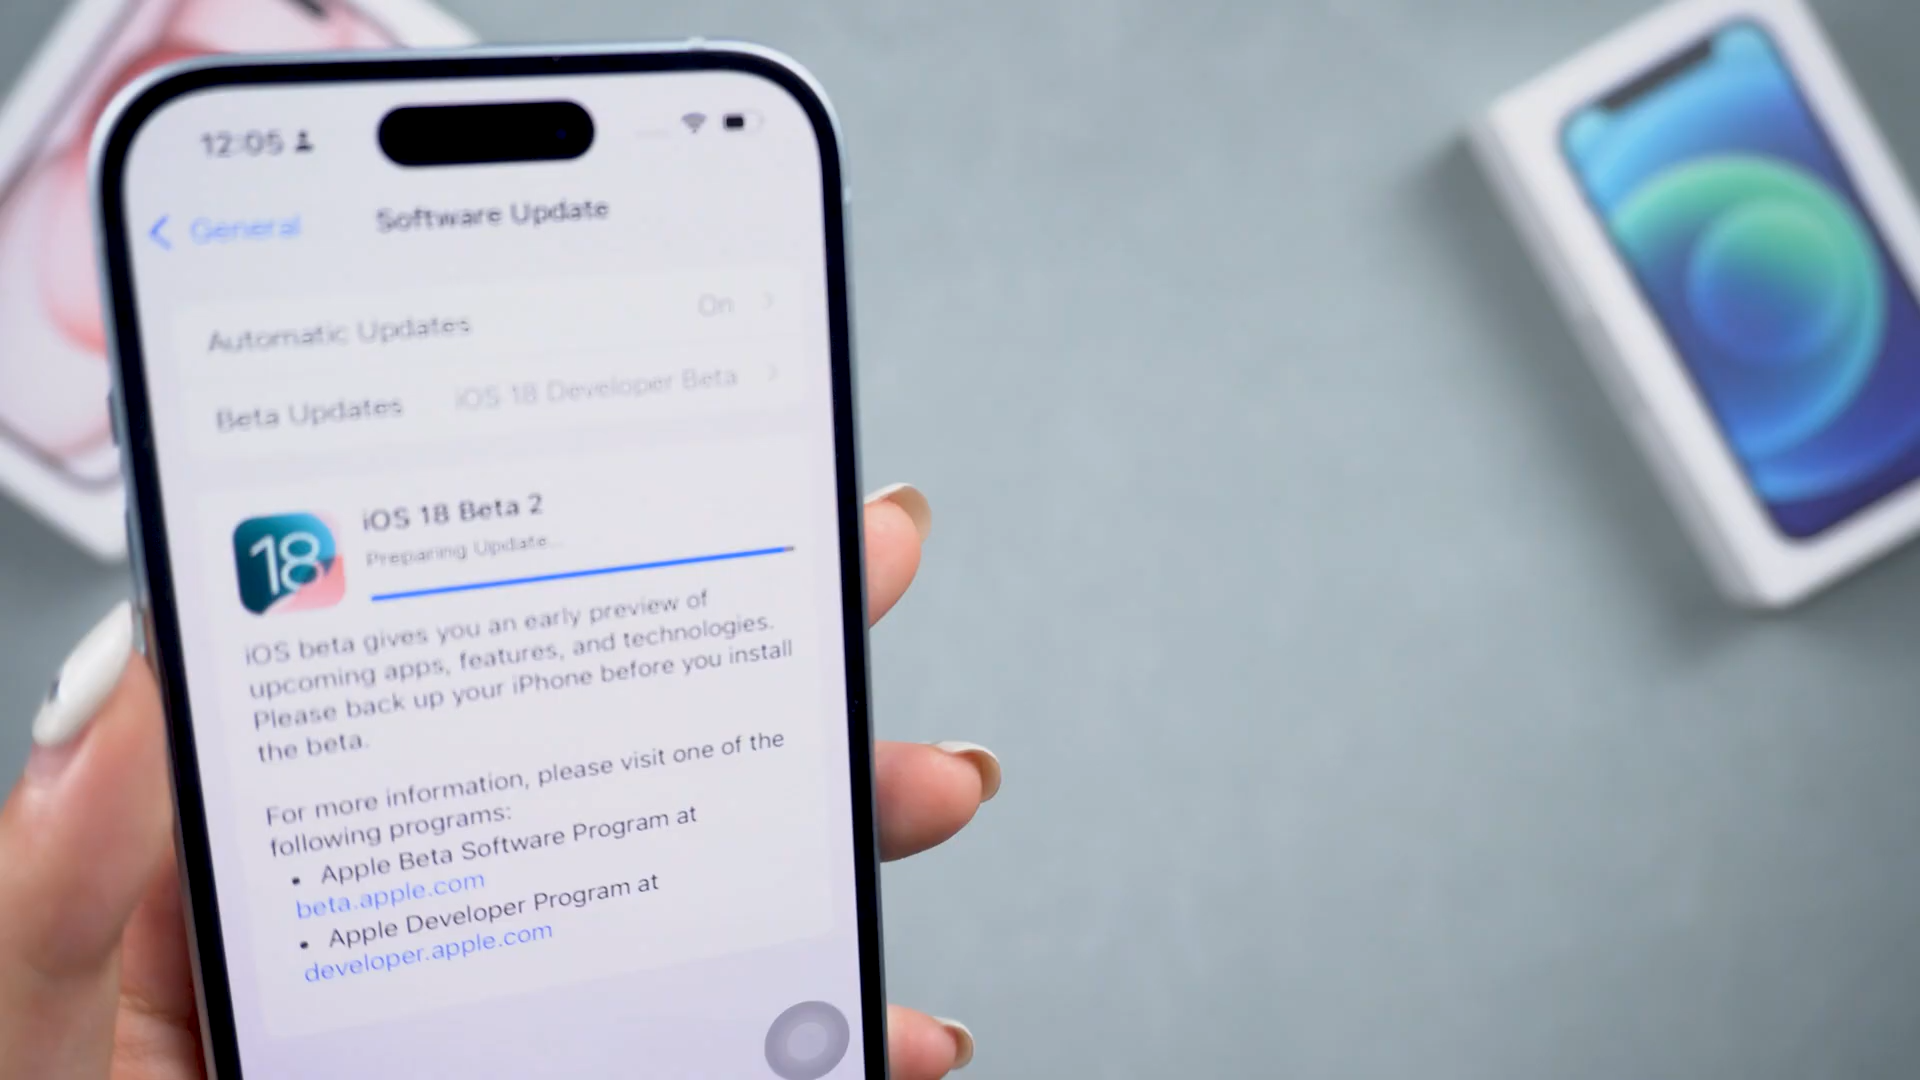 12:05
General
Software Update
Automatic Updates On
Beta Updates iOS 18 Developer Beta
18
iOS 18 Beta 2
Preparing Update...
iOS beta gives you an early preview of
upcoming apps, features, and technologies.
Please back up your iPhone before you install
the beta.
For more information, please visit one of the
following programs:
• Apple Beta Software Program at
beta.apple.com
• Apple Developer Program at
developer.apple.com